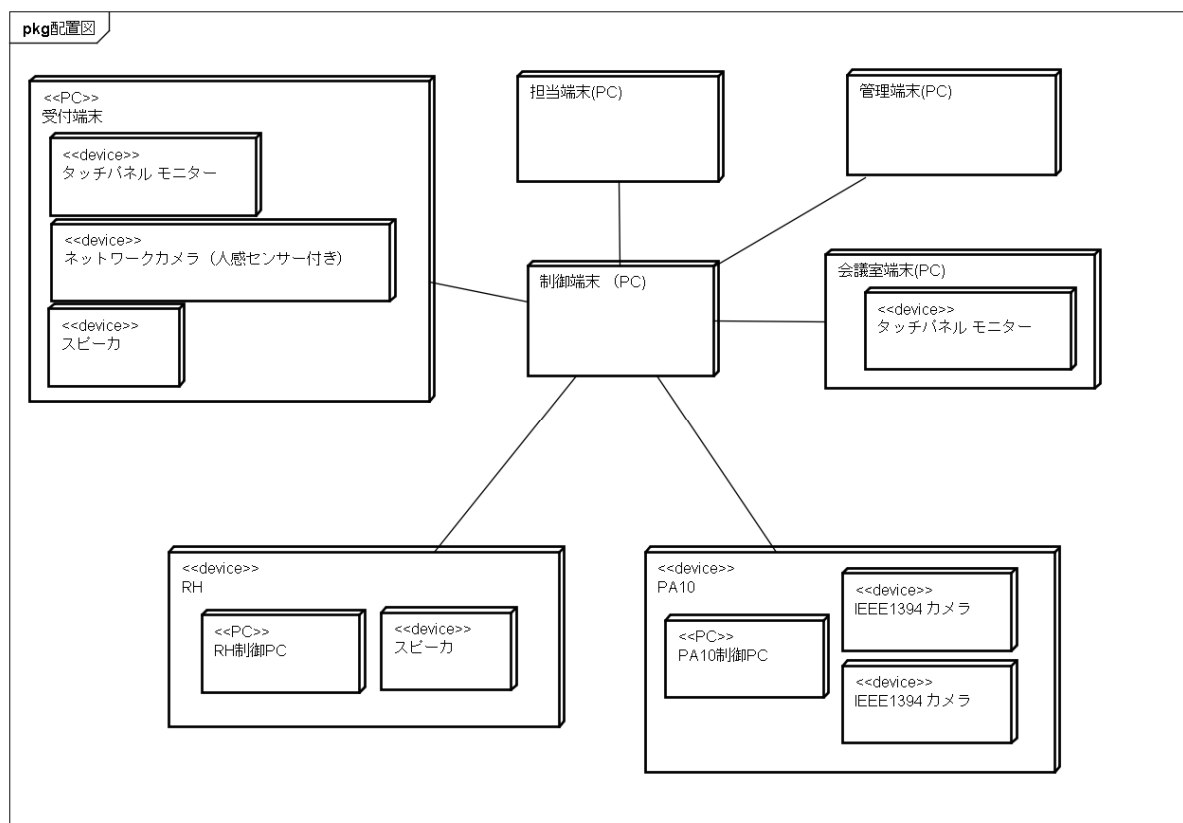 pkg配置図
<<PC>>
受付端末
<<device>>
タッチパネル モニター
<<device>>
ネットワークカメラ（人感センサー付き）
<<device>>
スピーカ
担当端末(PC)
管理端末(PC)
制御端末 （PC)
会議室端末(PC)
<<device>>
タッチパネル モニター
<<device>>
RH
<<PC>>
RH制御PC
<<device>>
スピーカ
<<device>>
PA10
<<PC>>
PA10制御PC
<<device>>
IEEE1394 カメラ
<<device>>
IEEE1394 カメラ